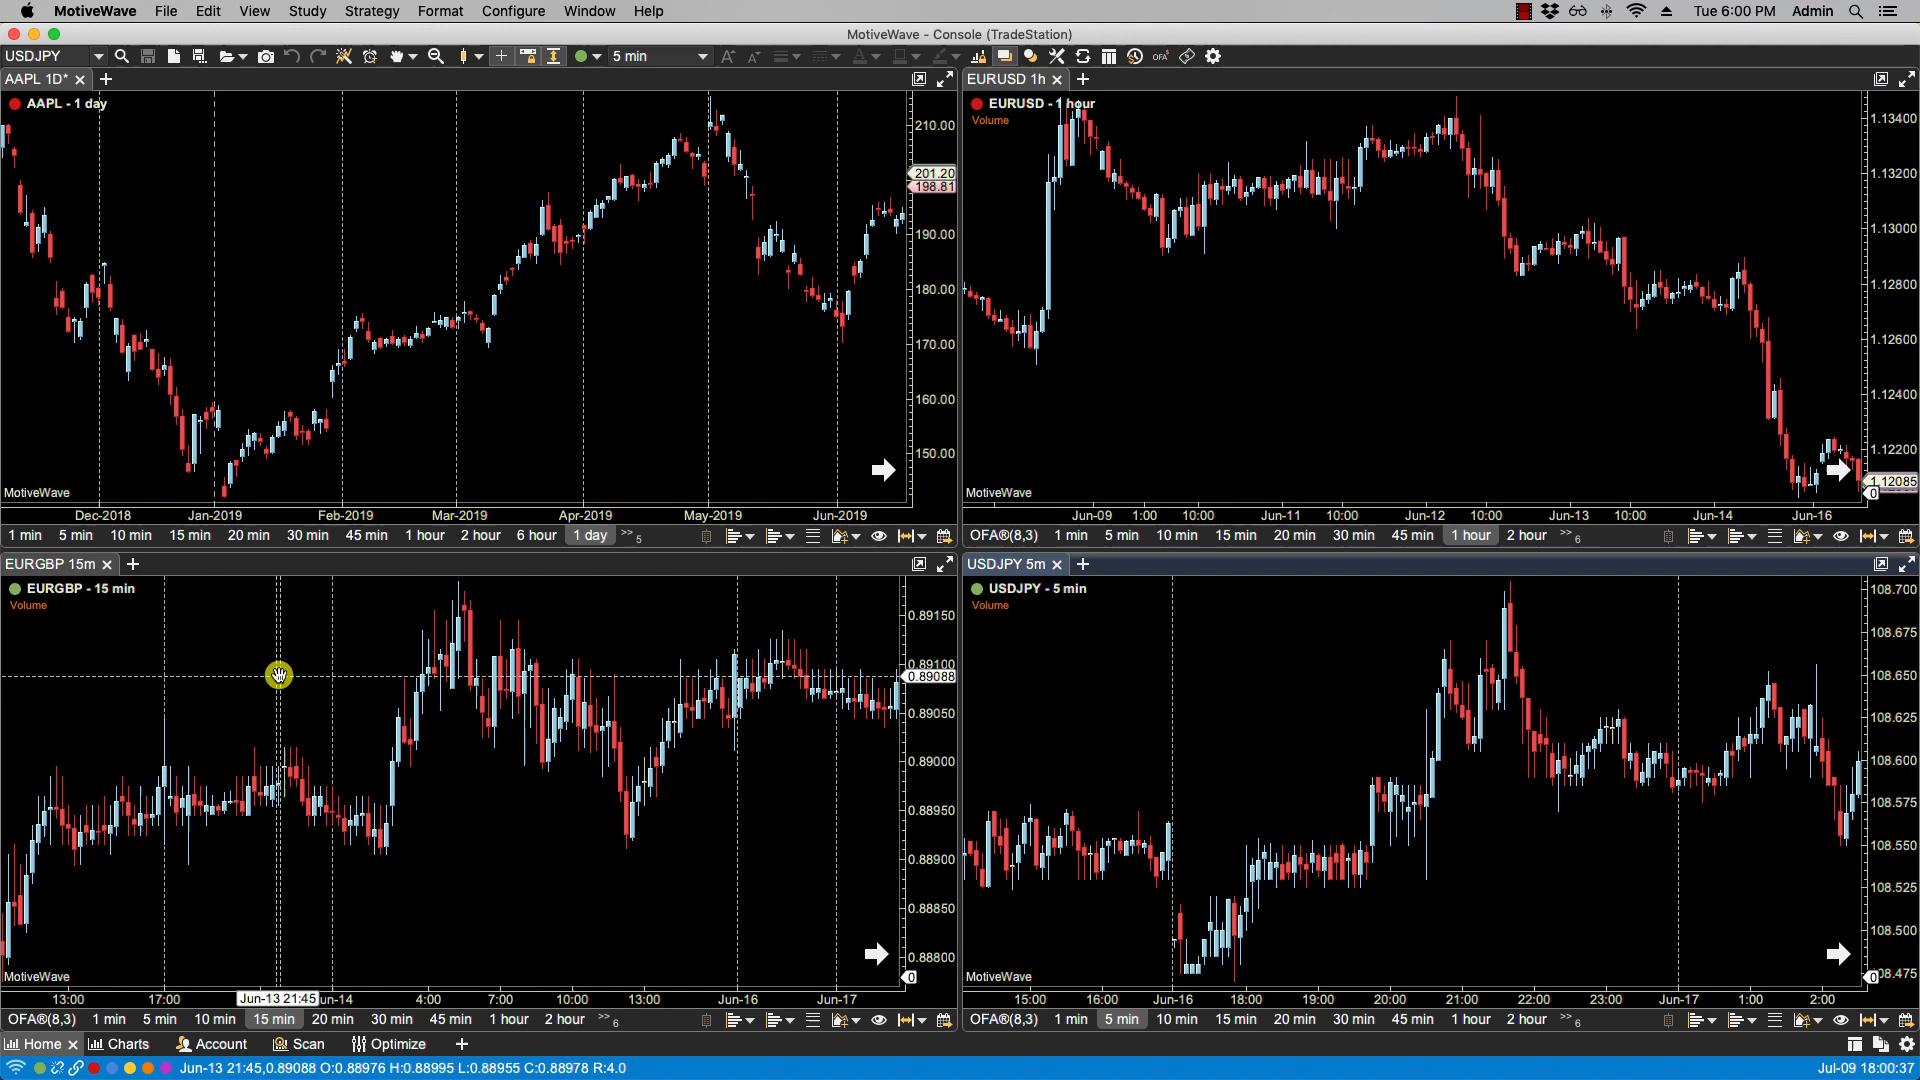 MotiveWave File Edit View Study Strategy Format Configure Window Help Tue 6:00 PM Admin
MotiveWave - Console (TradeStation)
USDJPY 5 min
AAPL 1D*
AAPL - 1 day
210.00
201.20
198.81
190.00
180.00
170.00
160.00
150.00
MotiveWave
Dec-2018 Jan-2019 Feb-2019 Mar-2019 Apr-2019 May-2019 Jun-2019
1 min 5 min 10 min 15 min 20 min 30 min 45 min 1 hour 2 hour 6 hour 1 day 5
EURUSD 1h
EURUSD - 1 hour
Volume
1.13400
1.13200
1.13000
1.12800
1.12600
1.12400
1.12200
1.12085
0
MotiveWave
Jun-09 1:00 10:00 Jun-11 10:00 Jun-12 10:00 Jun-13 10:00 Jun-14 Jun-16
OFA®(8,3) 1 min 5 min 10 min 15 min 20 min 30 min 45 min 1 hour 2 hour 6
EURGBP 15m
EURGBP - 15 min
Volume
0.89150
0.89100
0.89088
0.89050
0.89000
0.88950
0.88900
0.88850
0.88800
0
MotiveWave
13:00 17:00 Jun-13 21:45 un-14 4:00 7:00 10:00 13:00 Jun-16 Jun-17
OFA®(8,3) 1 min 5 min 10 min 15 min 20 min 30 min 45 min 1 hour 2 hour 6
USDJPY 5m
USDJPY - 5 min
Volume
108.700
108.675
108.650
108.625
108.600
108.575
108.550
108.525
108.500
08.475
0
MotiveWave
15:00 16:00 Jun-16 18:00 19:00 20:00 21:00 22:00 23:00 Jun-17 1:00 2:00
OFA®(8,3) 1 min 5 min 10 min 15 min 20 min 30 min 45 min 1 hour 2 hour 6
Home Charts Account Scan Optimize
Jun-13 21:45,0.89088 O:0.88976 H:0.88995 L:0.88955 C:0.88978 R:4.0 Jul-09 18:00:37